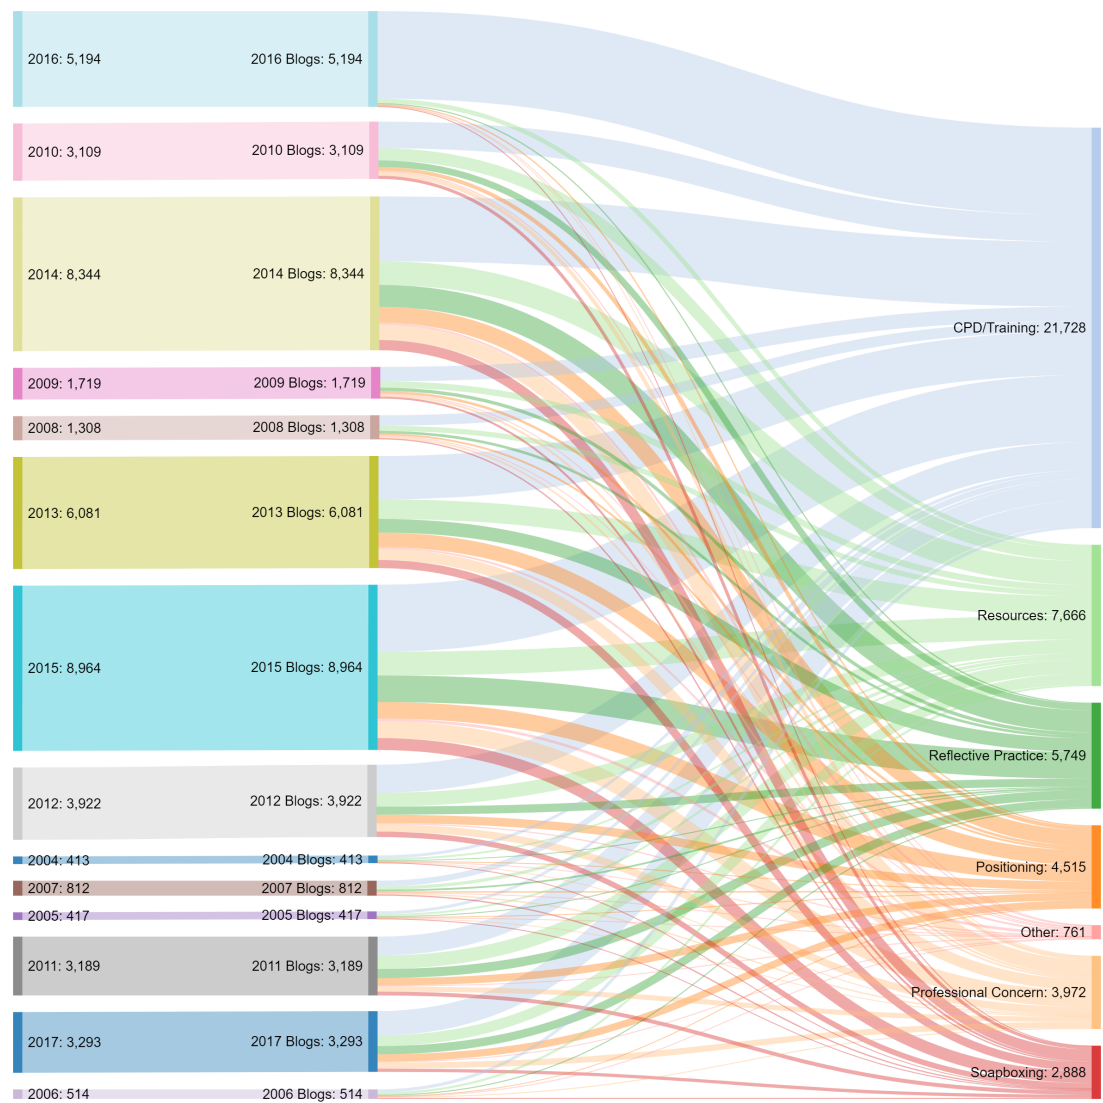 2016: 5,194
2016 Blogs: 5,194
2010: 3,109
2010 Blogs: 3,109
2014: 8,344
2014 Blogs: 8,344
2009: 1,719
2009 Blogs: 1,719
2008: 1,308
2008 Blogs: 1,308
2013: 6,081
2013 Blogs: 6,081
2015: 8,964
2015 Blogs: 8,964
2012: 3,922
2012 Blogs: 3,922
2004: 413
2004 Blogs: 413
2007: 812
2007 Blogs: 812
2005: 417
2005 Blogs: 417
2011: 3,189
2011 Blogs: 3,189
2017: 3,293
2017 Blogs: 3,293
2006: 514
2006 Blogs: 514
CPD/Training: 21,728
Resources: 7,666
Reflective Practice: 5,749
Positioning: 4,515
Other: 761
Professional Concern: 3,972
Soapboxing: 2,888